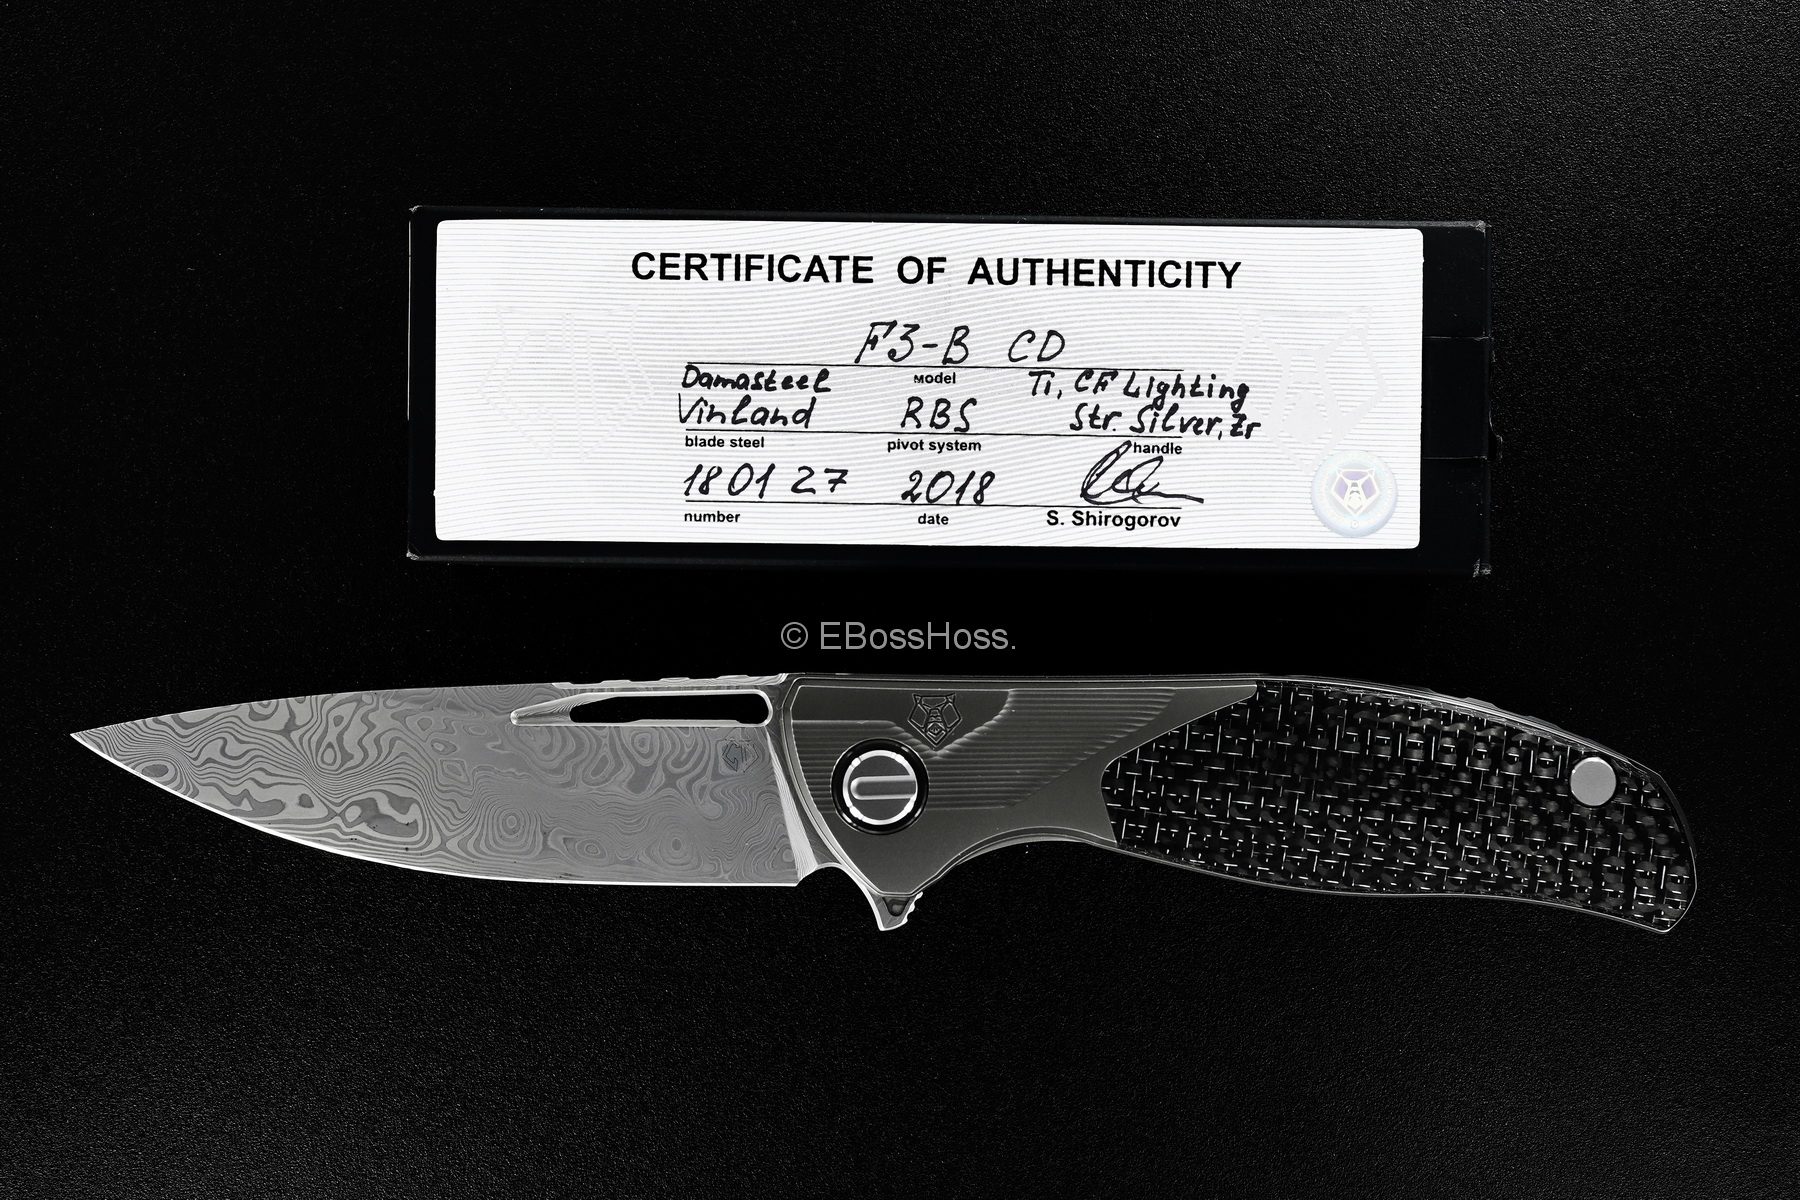 CERTIFICATE OF AUTHENTICITY
F3-B CD
model
Damasteel
Vinland
blade steel
RBS
pivot system
Ti, CF Lighting
Str. Silver, Zr
handle
18 01 27
number
2018
date
S. Shirogorov
© EBossHoss.